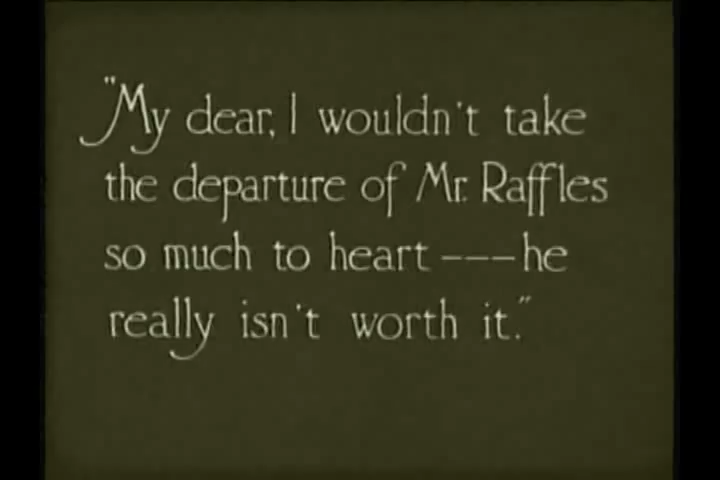 "My dear, I wouldn't take
the departure of Mr. Raffles
so much to heart ---he
really isn't worth it."